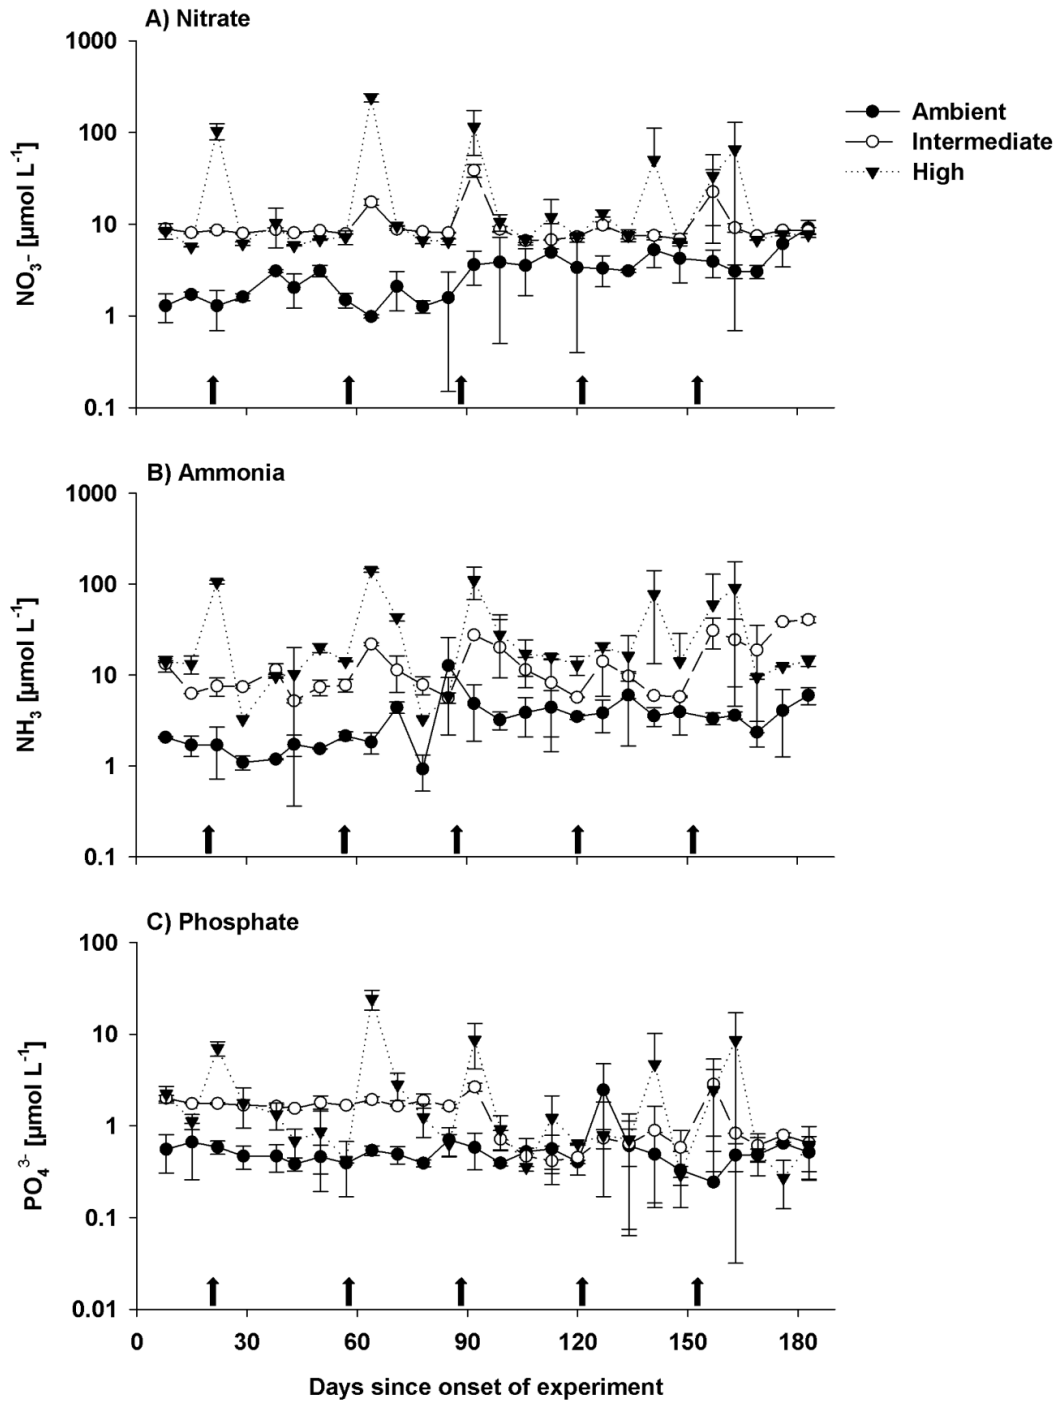 A) Nitrate
1000
100
10
1
0.1
NO₃⁻ [µmol L⁻¹]
Ambient
Intermediate
High
B) Ammonia
1000
100
10
1
0.1
NH₃ [µmol L⁻¹]
C) Phosphate
100
10
1
0.1
0.01
PO₄³⁻ [µmol L⁻¹]
0 30 60 90 120 150 180
Days since onset of experiment